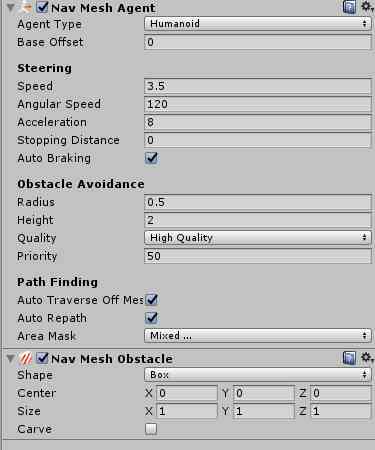 Nav Mesh Agent
Agent Type Humanoid
Base Offset 0
Steering
Speed 3.5
Angular Speed 120
Acceleration 8
Stopping Distance 0
Auto Braking
Obstacle Avoidance
Radius 0.5
Height 2
Quality High Quality
Priority 50
Path Finding
Auto Traverse Off Mes
Auto Repath
Area Mask Mixed ...
Nav Mesh Obstacle
Shape Box
Center X 0 Y 0 Z 0
Size X 1 Y 1 Z 1
Carve